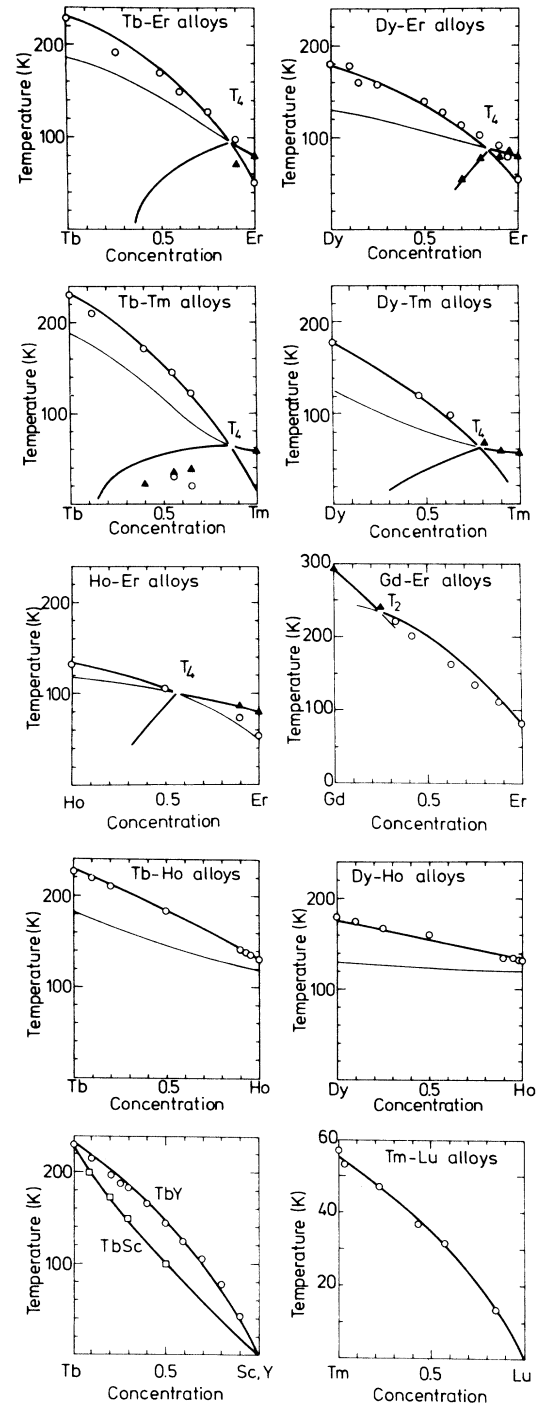 Tb-Er alloys
Temperature (K)
200
100
T4
Tb 0.5 Er
Concentration
Dy-Er alloys
Temperature (K)
200
100
T4
Dy 0.5 Er
Concentration
Tb-Tm alloys
Temperature (K)
200
100
T4
Tb 0.5 Tm
Concentration
Dy-Tm alloys
Temperature (K)
200
100
T4
Dy 0.5 Tm
Concentration
Ho-Er alloys
Temperature (K)
200
100
T4
Ho 0.5 Er
Concentration
Gd-Er alloys
Temperature (K)
300
200
100
0
T2
Gd 0.5 Er
Concentration
Tb-Ho alloys
Temperature (K)
200
100
Tb 0.5 Ho
Concentration
Dy-Ho alloys
Temperature (K)
200
100
Dy 0.5 Ho
Concentration
Temperature (K)
200
100
TbY
TbSc
Tb 0.5 Sc,Y
Concentration
Tm-Lu alloys
Temperature (K)
60
40
20
Tm 0.5 Lu
Concentration